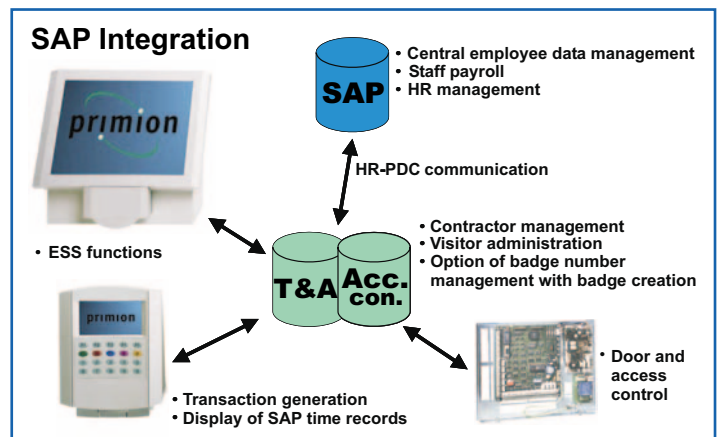 SAP Integration
primion
SAP
• Central employee data management
• Staff payroll
• HR management
HR-PDC communication
• ESS functions
T&A
Acc.
con.
• Contractor management
• Visitor administration
• Option of badge number
management with badge creation
primion
• Transaction generation
• Display of SAP time records
• Door and
access
control